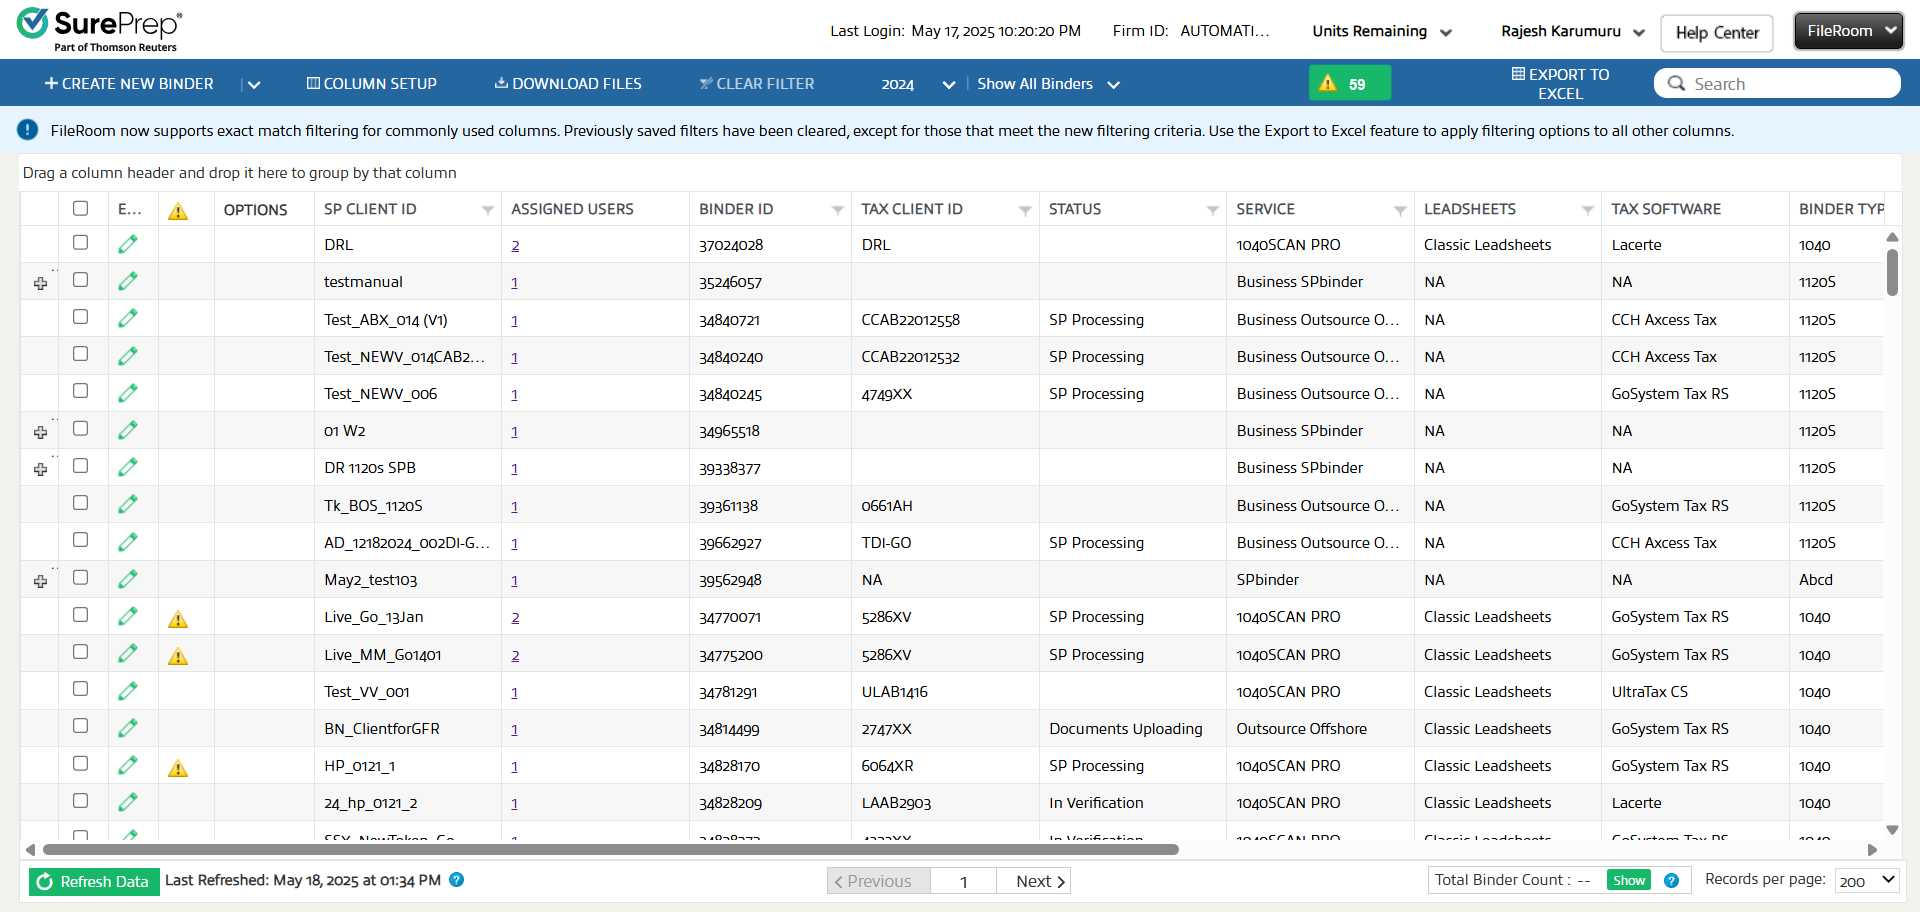 SurePrep®
Part of Thomson Reuters
Last Login: May 17, 2025 10:20:20 PM Firm ID: AUTOMATI... Units Remaining Rajesh Karumuru Help Center FileRoom
CREATE NEW BINDER COLUMN SETUP DOWNLOAD FILES CLEAR FILTER 2024 Show All Binders 59 EXPORT TO EXCEL Search
FileRoom now supports exact match filtering for commonly used columns. Previously saved filters have been cleared, except for those that meet the new filtering criteria. Use the Export to Excel feature to apply filtering options to all other columns.
Drag a column header and drop it here to group by that column
E... OPTIONS SP CLIENT ID ASSIGNED USERS BINDER ID TAX CLIENT ID STATUS SERVICE LEADSHEETS TAX SOFTWARE BINDER TYP
DRL 2 37024028 DRL 1040SCAN PRO Classic Leadsheets Lacerte 1040
testmanual 1 35246057 Business SPbinder NA NA 1120S
Test_ABX_014 (V1) 1 34840721 CCAB22012558 SP Processing Business Outsource O... NA CCH Axcess Tax 1120S
Test_NEWV_014CAB2... 1 34840240 CCAB22012532 SP Processing Business Outsource O... NA CCH Axcess Tax 1120S
Test_NEWV_006 1 34840245 4749XX SP Processing Business Outsource O... NA GoSystem Tax RS 1120S
01 W2 1 34965518 Business SPbinder NA NA 1120S
DR 1120s SPB 1 39338377 Business SPbinder NA NA 1120S
Tk_BOS_1120S 1 39361138 0661AH Business Outsource O... NA GoSystem Tax RS 1120S
AD_12182024_002DI-G... 1 39662927 TDI-GO SP Processing Business Outsource O... NA CCH Axcess Tax 1120S
May2_test103 1 39562948 NA SPbinder NA NA Abcd
Live_Go_13Jan 2 34770071 5286XV SP Processing 1040SCAN PRO Classic Leadsheets GoSystem Tax RS 1040
Live_MM_Go1401 2 34775200 5286XV SP Processing 1040SCAN PRO Classic Leadsheets GoSystem Tax RS 1040
Test_VV_001 1 34781291 ULAB1416 1040SCAN PRO Classic Leadsheets UltraTax CS 1040
BN_ClientforGFR 1 34814499 2747XX Documents Uploading Outsource Offshore Classic Leadsheets GoSystem Tax RS 1040
HP_0121_1 1 34828170 6064XR SP Processing 1040SCAN PRO Classic Leadsheets GoSystem Tax RS 1040
24_hp_0121_2 1 34828209 LAAB2903 In Verification 1040SCAN PRO Classic Leadsheets Lacerte 1040
In Verification 1040SCAN PRO Classic Leadsheets GoSystem Tax RS 1040
Refresh Data Last Refreshed: May 18, 2025 at 01:34 PM Previous 1 Next Total Binder Count : -- Show Records per page: 200